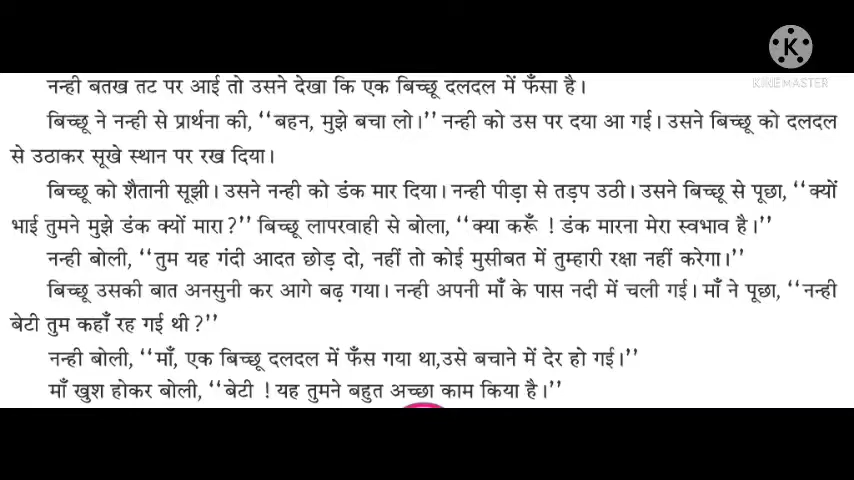 K
KINEMASTER
नन्ही बतख तट पर आई तो उसने देखा कि एक बिच्छू दलदल में फँसा है।
बिच्छू ने नन्ही से प्रार्थना की, ‘‘बहन, मुझे बचा लो।’’ नन्ही को उस पर दया आ गई। उसने बिच्छू को दलदल
से उठाकर सूखे स्थान पर रख दिया।
बिच्छू को शैतानी सूझी। उसने नन्ही को डंक मार दिया। नन्ही पीड़ा से तड़प उठी। उसने बिच्छू से पूछा, ‘‘क्यों
भाई तुमने मुझे डंक क्यों मारा?’’ बिच्छू लापरवाही से बोला, ‘‘क्या करूँ ! डंक मारना मेरा स्वभाव है।’’
नन्ही बोली, ‘‘तुम यह गंदी आदत छोड़ दो, नहीं तो कोई मुसीबत में तुम्हारी रक्षा नहीं करेगा।’’
बिच्छू उसकी बात अनसुनी कर आगे बढ़ गया। नन्ही अपनी माँ के पास नदी में चली गई। माँ ने पूछा, ‘‘नन्ही
बेटी तुम कहाँ रह गई थी?’’
नन्ही बोली, ‘‘माँ, एक बिच्छू दलदल में फँस गया था,उसे बचाने में देर हो गई।’’
माँ खुश होकर बोली, ‘‘बेटी ! यह तुमने बहुत अच्छा काम किया है।’’